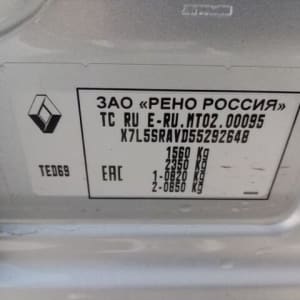 ЗАО «РЕНО РОССИЯ»
TC RU E-RU.MT02.00095
X7L5SRAVD55292648
1560 Kg
2350 Kg
1-0820 Kg
2-0850 Kg
TED69
EAC